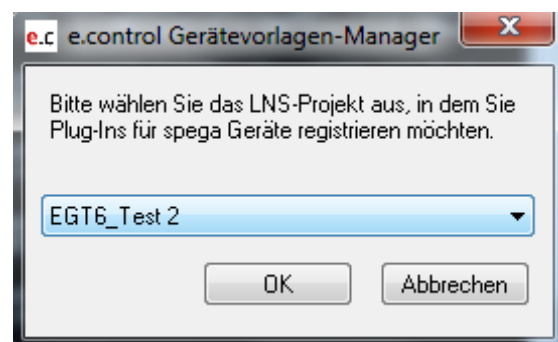 e.c e.control Gerätevorlagen-Manager
Bitte wählen Sie das LNS-Projekt aus, in dem Sie
Plug-Ins für spega Geräte registrieren möchten.
EGT6_Test 2
OK Abbrechen